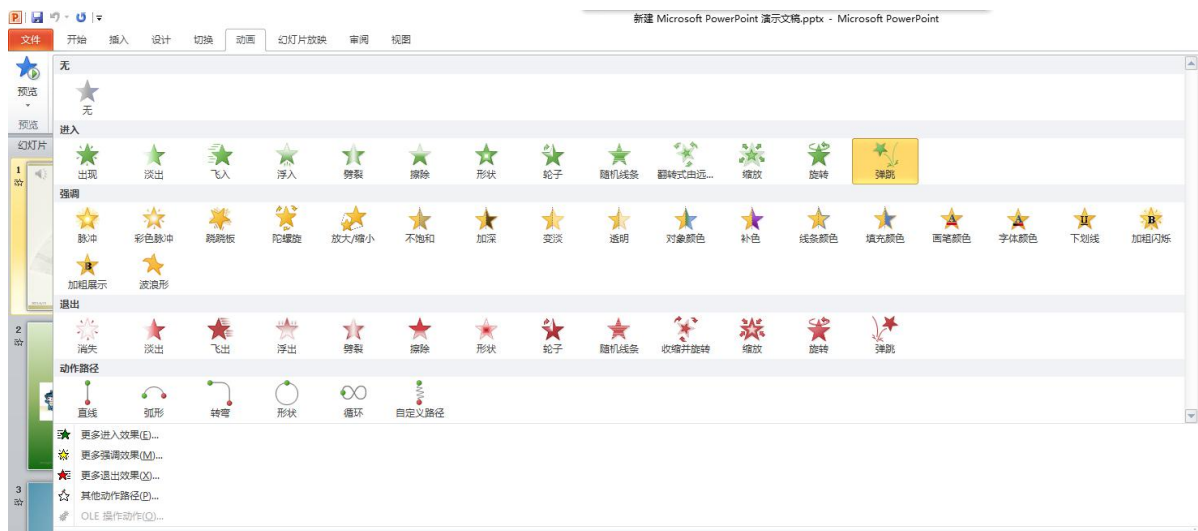 新建 Microsoft PowerPoint 演示文稿.pptx - Microsoft PowerPoint
文件 开始 插入 设计 切换 动画 幻灯片放映 审阅 视图
预览
预览
幻灯片
1
2
3
无
无
进入
出现 淡出 飞入 浮入 劈裂 擦除 形状 轮子 随机线条 翻转式由远... 缩放 旋转 弹跳
强调
脉冲 彩色脉冲 跷跷板 陀螺旋 放大/缩小 不饱和 加深 变淡 透明 对象颜色 补色 线条颜色 填充颜色 画笔颜色 字体颜色 下划线 加粗闪烁
加粗展示 波浪形
退出
消失 淡出 飞出 浮出 劈裂 擦除 形状 轮子 随机线条 收缩并旋转 缩放 旋转 弹跳
动作路径
直线 弧形 转弯 形状 循环 自定义路径
更多进入效果(E)...
更多强调效果(M)...
更多退出效果(X)...
其他动作路径(P)...
OLE 操作动作(O)...